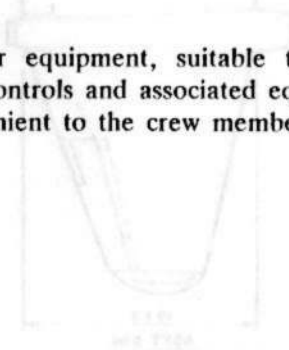 r equipment, suitable t
ontrols and associated ec
nient to the crew membe